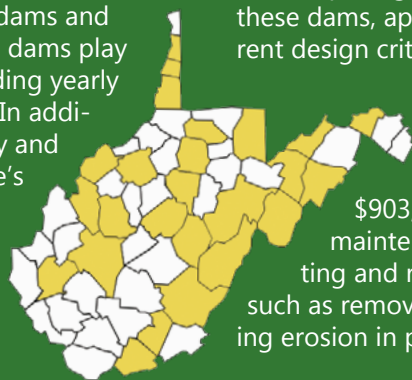 dams and
dams play
ding yearly
In addi-
y and
e's
these dams, ap
rent design crit
$903
mainte
ting and r
such as remov
ing erosion in p